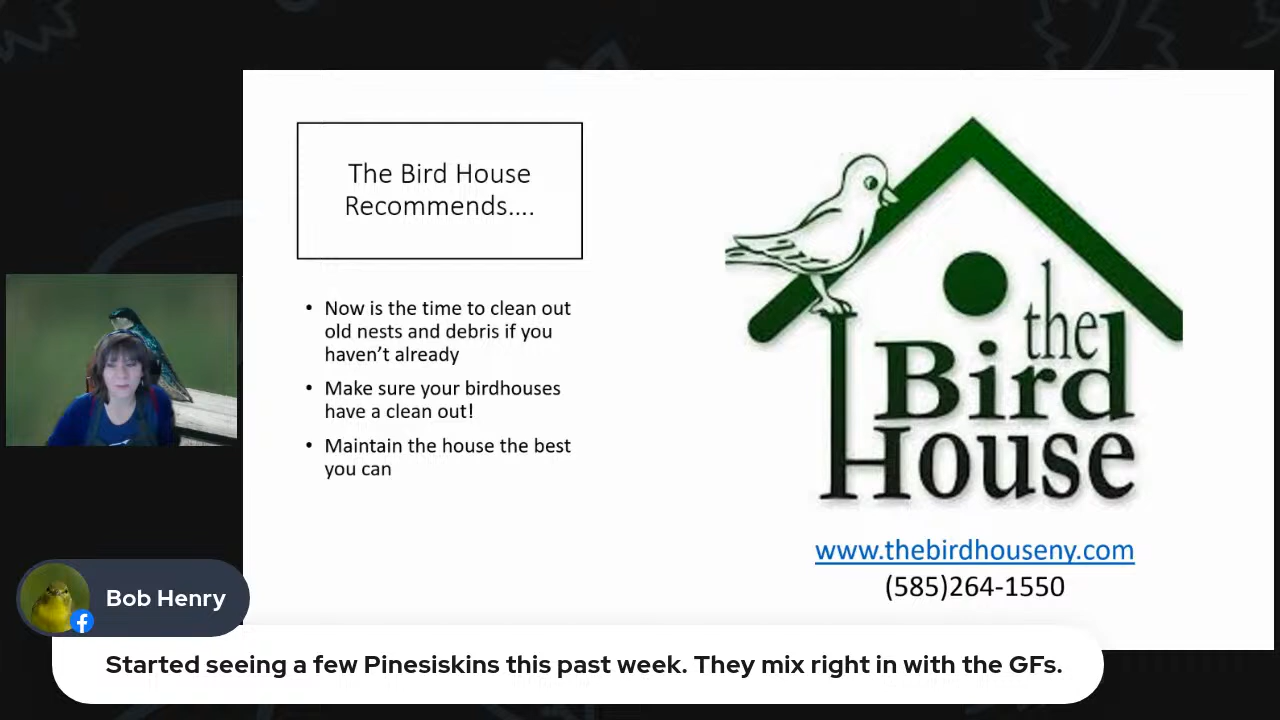 The Bird House
Recommends....
• Now is the time to clean out
old nests and debris if you
haven't already
• Make sure your birdhouses
have a clean out!
• Maintain the house the best
you can
the
Bird
House
www.thebirdhouseny.com
(585)264-1550
Bob Henry
Started seeing a few Pinesiskins this past week. They mix right in with the GFs.